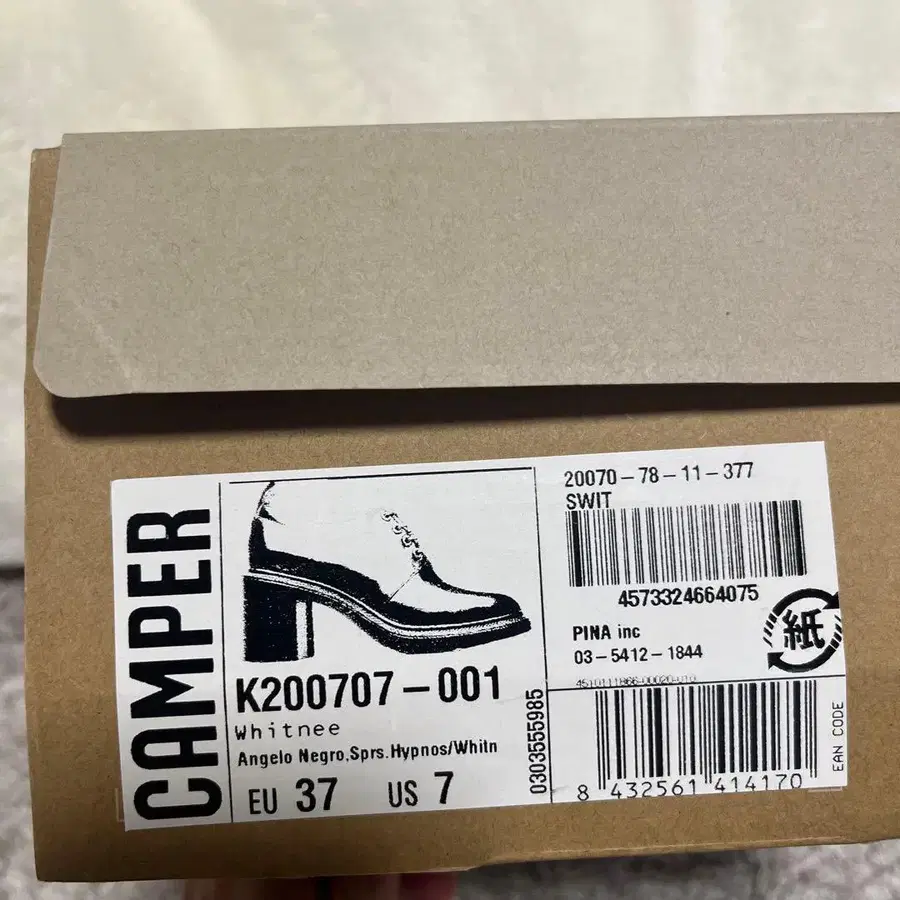 CAMPER
K200707-001
Whitnee
Angelo Negro,Sprs.Hypnos/Whitn
EU 37 US 7
0303555985
20070-78-11-377
SWIT
4573324664075
PINA inc
03-5412-1844
紙
8 432561 414170
EAN CODE